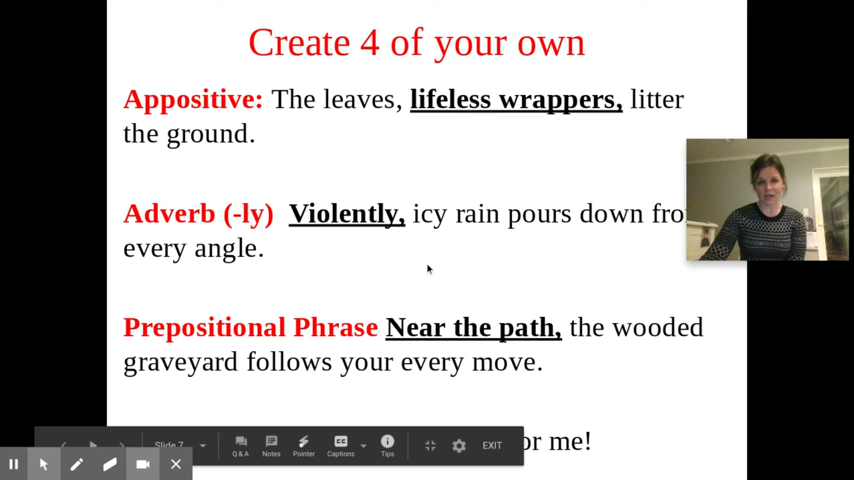 Create 4 of your own
Appositive: The leaves, lifeless wrappers, litter
the ground.
Adverb (-ly) Violently, icy rain pours down
every angle.
Prepositional Phrase Near the path, the wooded
graveyard follows your every move.
or me!
Slide 7
Q & A
Notes
Pointer
Captions
Tips
EXIT